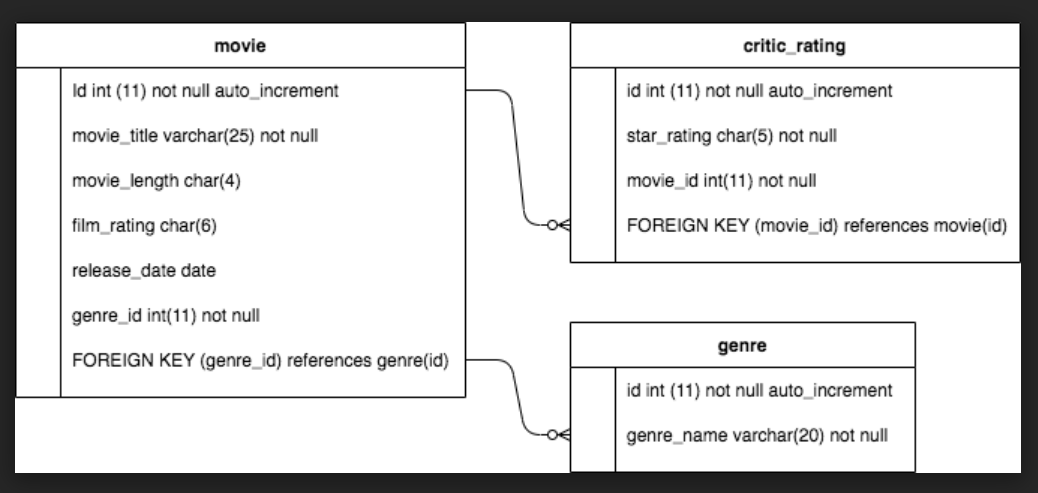 movie
Id int (11) not null auto_increment
movie_title varchar(25) not null
movie_length char(4)
film_rating char(6)
release_date date
genre_id int(11) not null
FOREIGN KEY (genre_id) references genre(id)
critic_rating
id int (11) not null auto_increment
star_rating char(5) not null
movie_id int(11) not null
FOREIGN KEY (movie_id) references movie(id)
genre
id int (11) not null auto_increment
genre_name varchar(20) not null